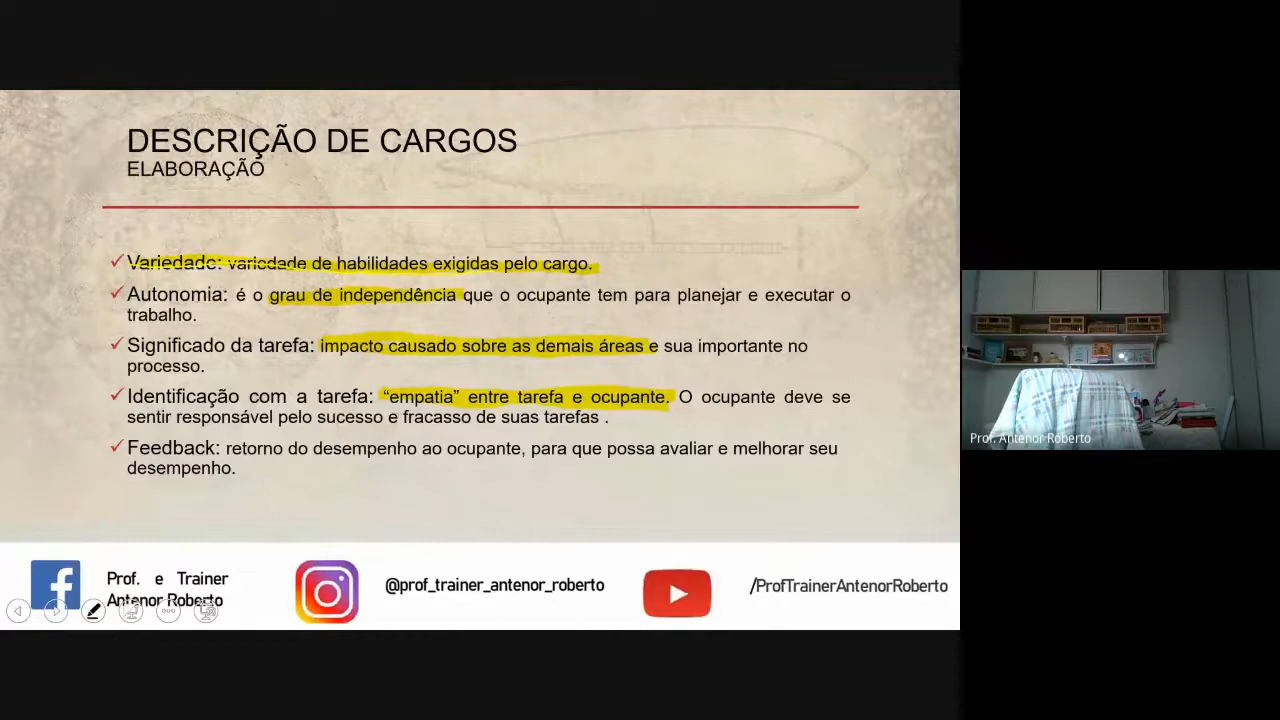 DESCRIÇÃO DE CARGOS
ELABORAÇÃO
Variedade: variedade de habilidades exigidas pelo cargo.
Autonomia: é o grau de independência que o ocupante tem para planejar e executar o
trabalho.
Significado da tarefa: impacto causado sobre as demais áreas e sua importante no
processo.
Identificação com a tarefa: “empatia” entre tarefa e ocupante. O ocupante deve se
sentir responsável pelo sucesso e fracasso de suas tarefas .
Feedback: retorno do desempenho ao ocupante, para que possa avaliar e melhorar seu
desempenho.
Prof. e Trainer
Antenor Roberto
@prof_trainer_antenor_roberto
/ProfTrainerAntenorRoberto
Prof. Antenor Roberto